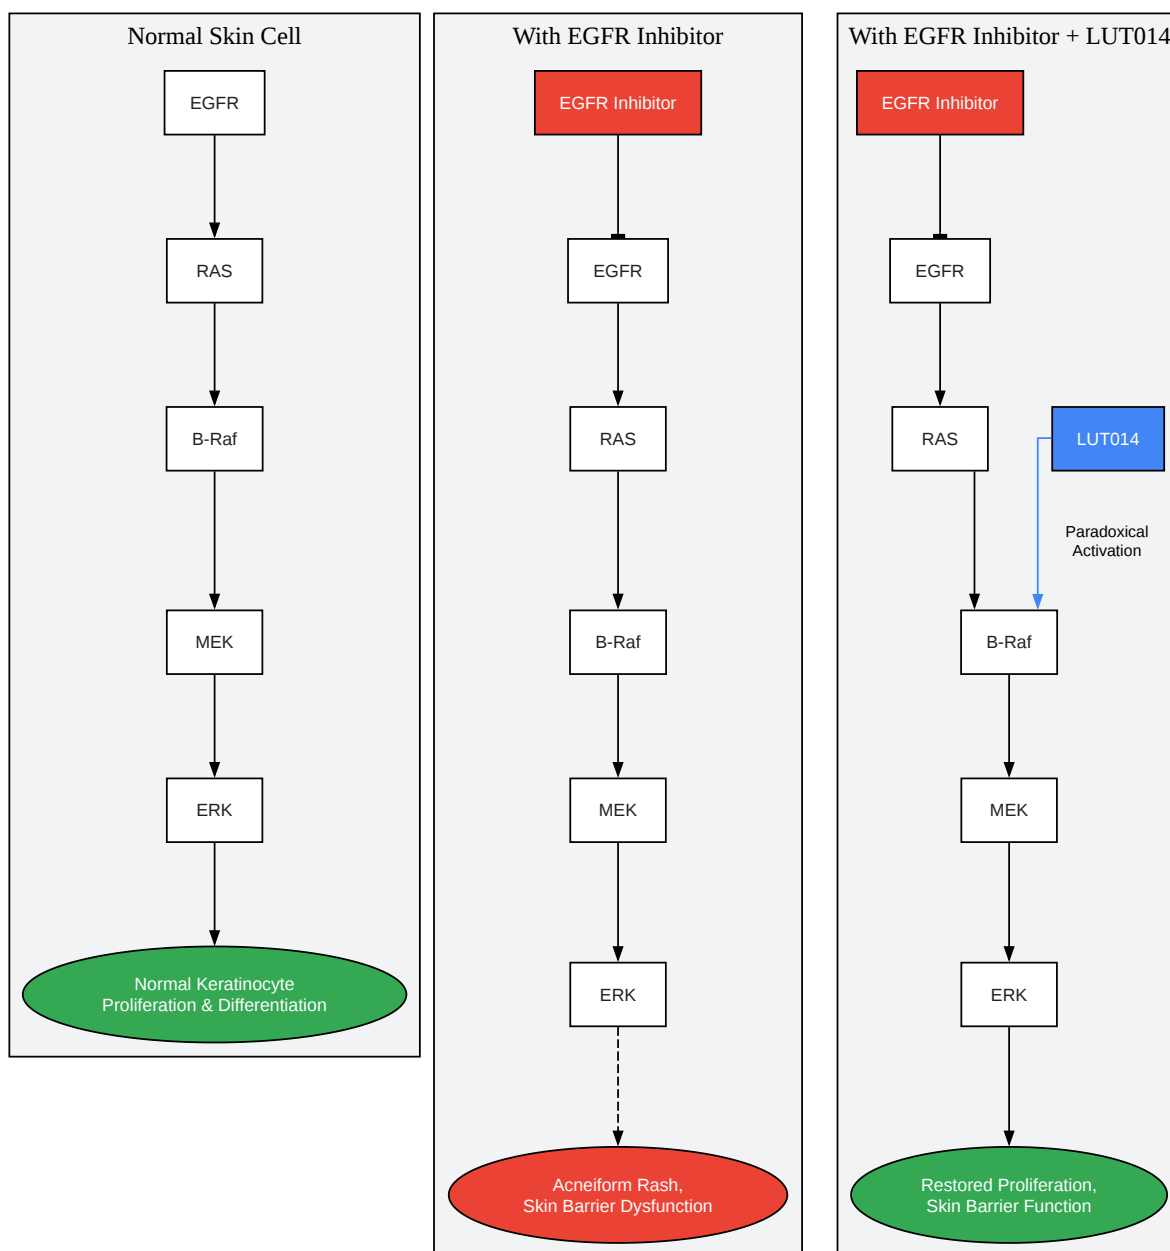 Normal Skin Cell
EGFR
RAS
B-Raf
MEK
ERK
Normal Keratinocyte
Proliferation & Differentiation
With EGFR Inhibitor
EGFR Inhibitor
EGFR
RAS
B-Raf
MEK
ERK
Acneiform Rash,
Skin Barrier Dysfunction
With EGFR Inhibitor + LUT014
EGFR Inhibitor
EGFR
RAS
LUT014
Paradoxical
Activation
B-Raf
MEK
ERK
Restored Proliferation,
Skin Barrier Function